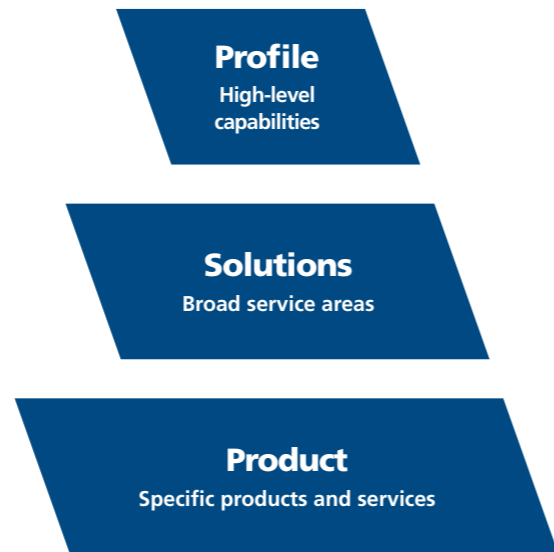 Profile
High-level
capabilities
Solutions
Broad service areas
Product
Specific products and services